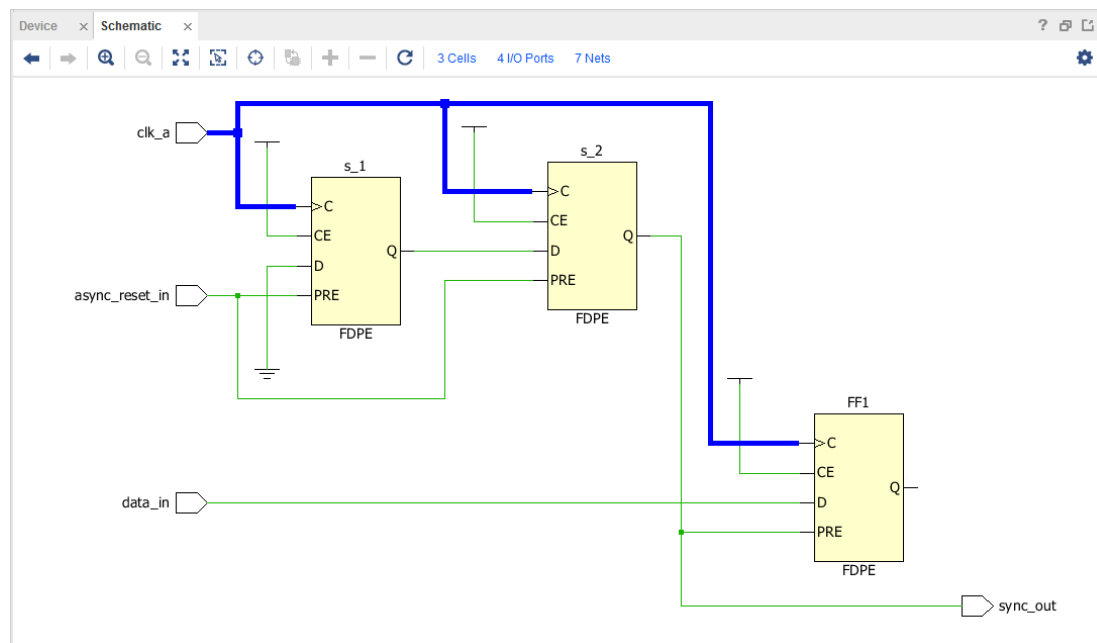 Device × Schematic ×
?
3 Cells 4 I/O Ports 7 Nets
clk_a
s_1
C
CE
D
PRE
Q
FDPE
s_2
C
CE
D
PRE
Q
FDPE
async_reset_in
FF1
C
CE
D
PRE
Q
FDPE
data_in
sync_out